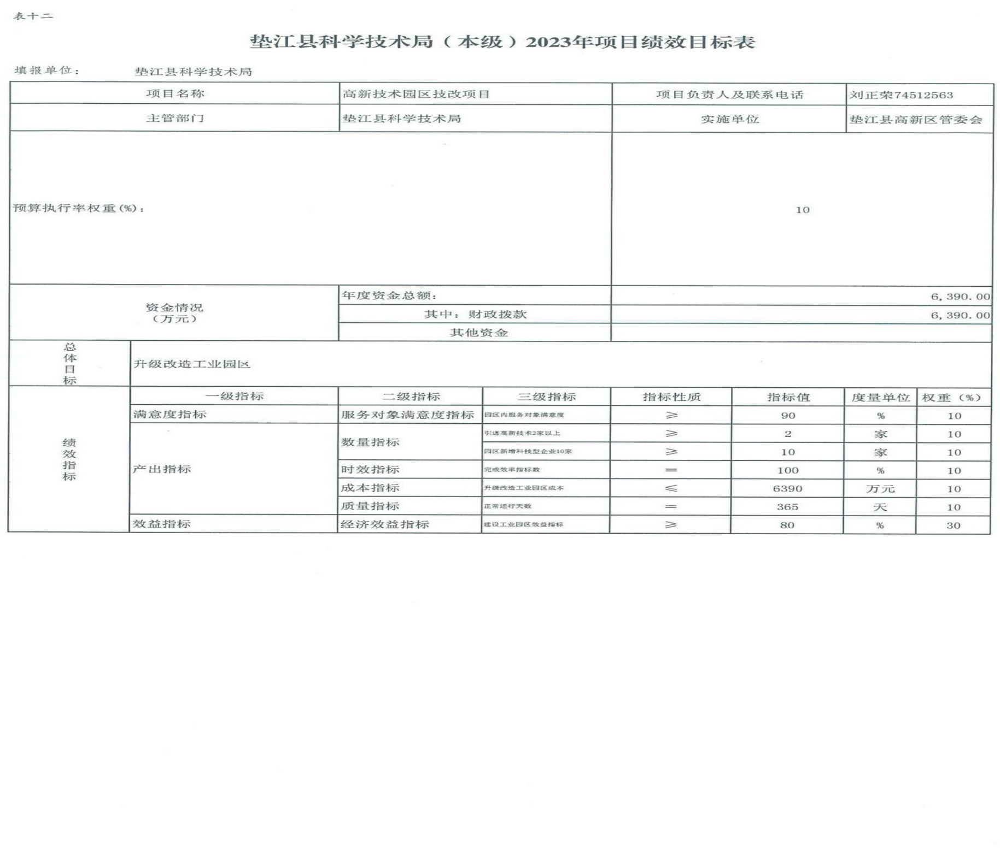 表十二
垫江县科学技术局（本级）2023年项目绩效目标表
填报单位： 垫江县科学技术局
项目名称 高新技术园区技改项目 项目负责人及联系电话 刘正荣74512563
主管部门 垫江县科学技术局 实施单位 垫江县高新区管委会
预算执行率权重(%)： 10
资金情况
（万元）
年度资金总额： 6,390.00
其中：财政拨款 6,390.00
其他资金
总体目标 升级改造工业园区
绩效指标
一级指标 二级指标 三级指标 指标性质 指标值 度量单位 权重（%）
满意度指标 服务对象满意度指标 园区内服务对象满意度 ≥ 90 % 10
产出指标 数量指标 引进高新技术2家以上 ≥ 2 家 10
园区新增科技型企业10家 ≥ 10 家 10
时效指标 完成效率指标数 ＝ 100 % 10
成本指标 升级改造工业园区成本 ≤ 6390 万元 10
质量指标 正常运行天数 ＝ 365 天 10
效益指标 经济效益指标 建设工业园区效益指标 ≥ 80 % 30